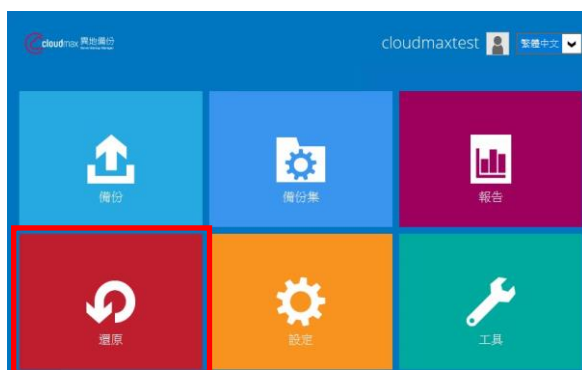 cloudmax 異地備份
cloudmaxtest 繁體中文
備份
備份集
報告
還原
設定
工具